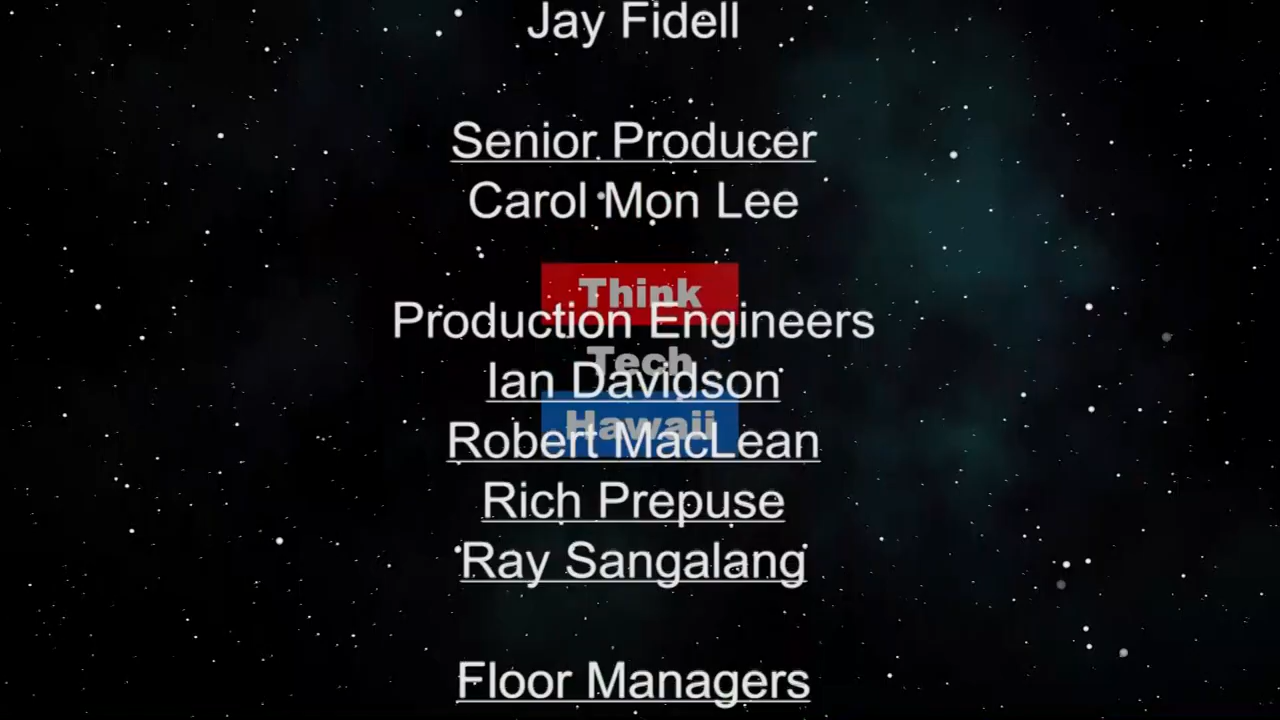 Jay Fidell
Senior Producer
Carol Mon Lee
Think
Production Engineers
Tech
Ian Davidson
Hawaii
Robert MacLean
Rich Prepuse
Ray Sangalang
Floor Managers